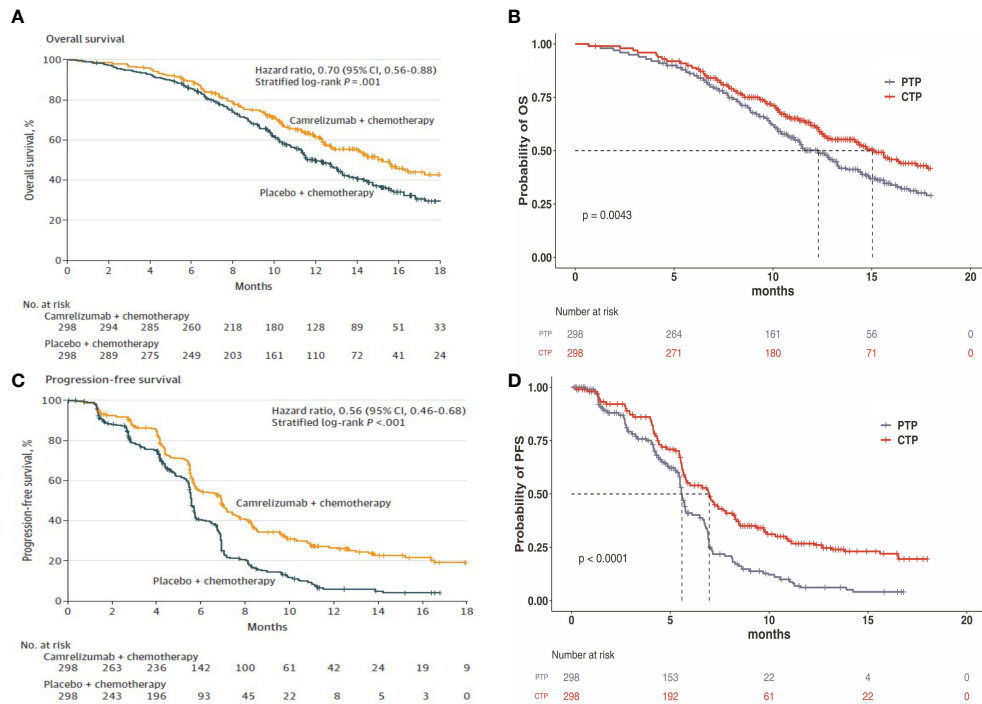 A
Overall survival
Hazard ratio, 0.70 (95% CI, 0.56-0.88)
Stratified log-rank P=.001
Camrelizumab + chemotherapy
Placebo + chemotherapy
Overall survival, %
100
80
60
40
20
0
0 2 4 6 8 10 12 14 16 18
Months
No. at risk
Camrelizumab + chemotherapy
298 294 285 260 218 180 128 89 51 33
Placebo + chemotherapy
298 289 275 249 203 161 110 72 41 24
B
Probability of OS
1.00
0.75
0.50
0.25
0.00
PTP
CTP
p = 0.0043
0 5 10 15 20
months
Number at risk
PTP 298 264 161 56 0
CTP 298 271 180 71 0
C
Progression-free survival
Hazard ratio, 0.56 (95% CI, 0.46-0.68)
Stratified log-rank P<.001
Camrelizumab + chemotherapy
Placebo + chemotherapy
Progression-free survival, %
100
80
60
40
20
0
0 2 4 6 8 10 12 14 16 18
Months
No. at risk
Camrelizumab + chemotherapy
298 263 236 142 100 61 42 24 19 9
Placebo + chemotherapy
298 243 196 93 45 22 8 5 3 0
D
Probability of PFS
1.00
0.75
0.50
0.25
0.00
PTP
CTP
p < 0.0001
0 5 10 15 20
months
Number at risk
PTP 298 153 22 4 0
CTP 298 192 61 22 0